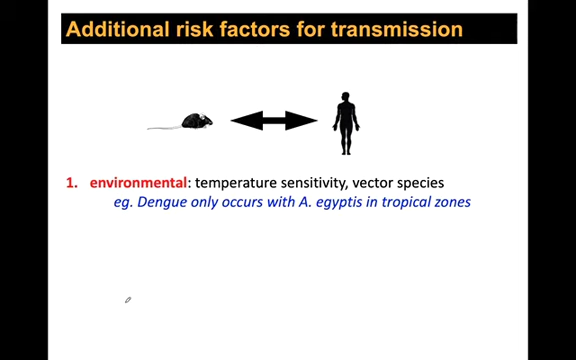 Additional risk factors for transmission
1. environmental: temperature sensitivity, vector species
eg. Dengue only occurs with A. egyptis in tropical zones